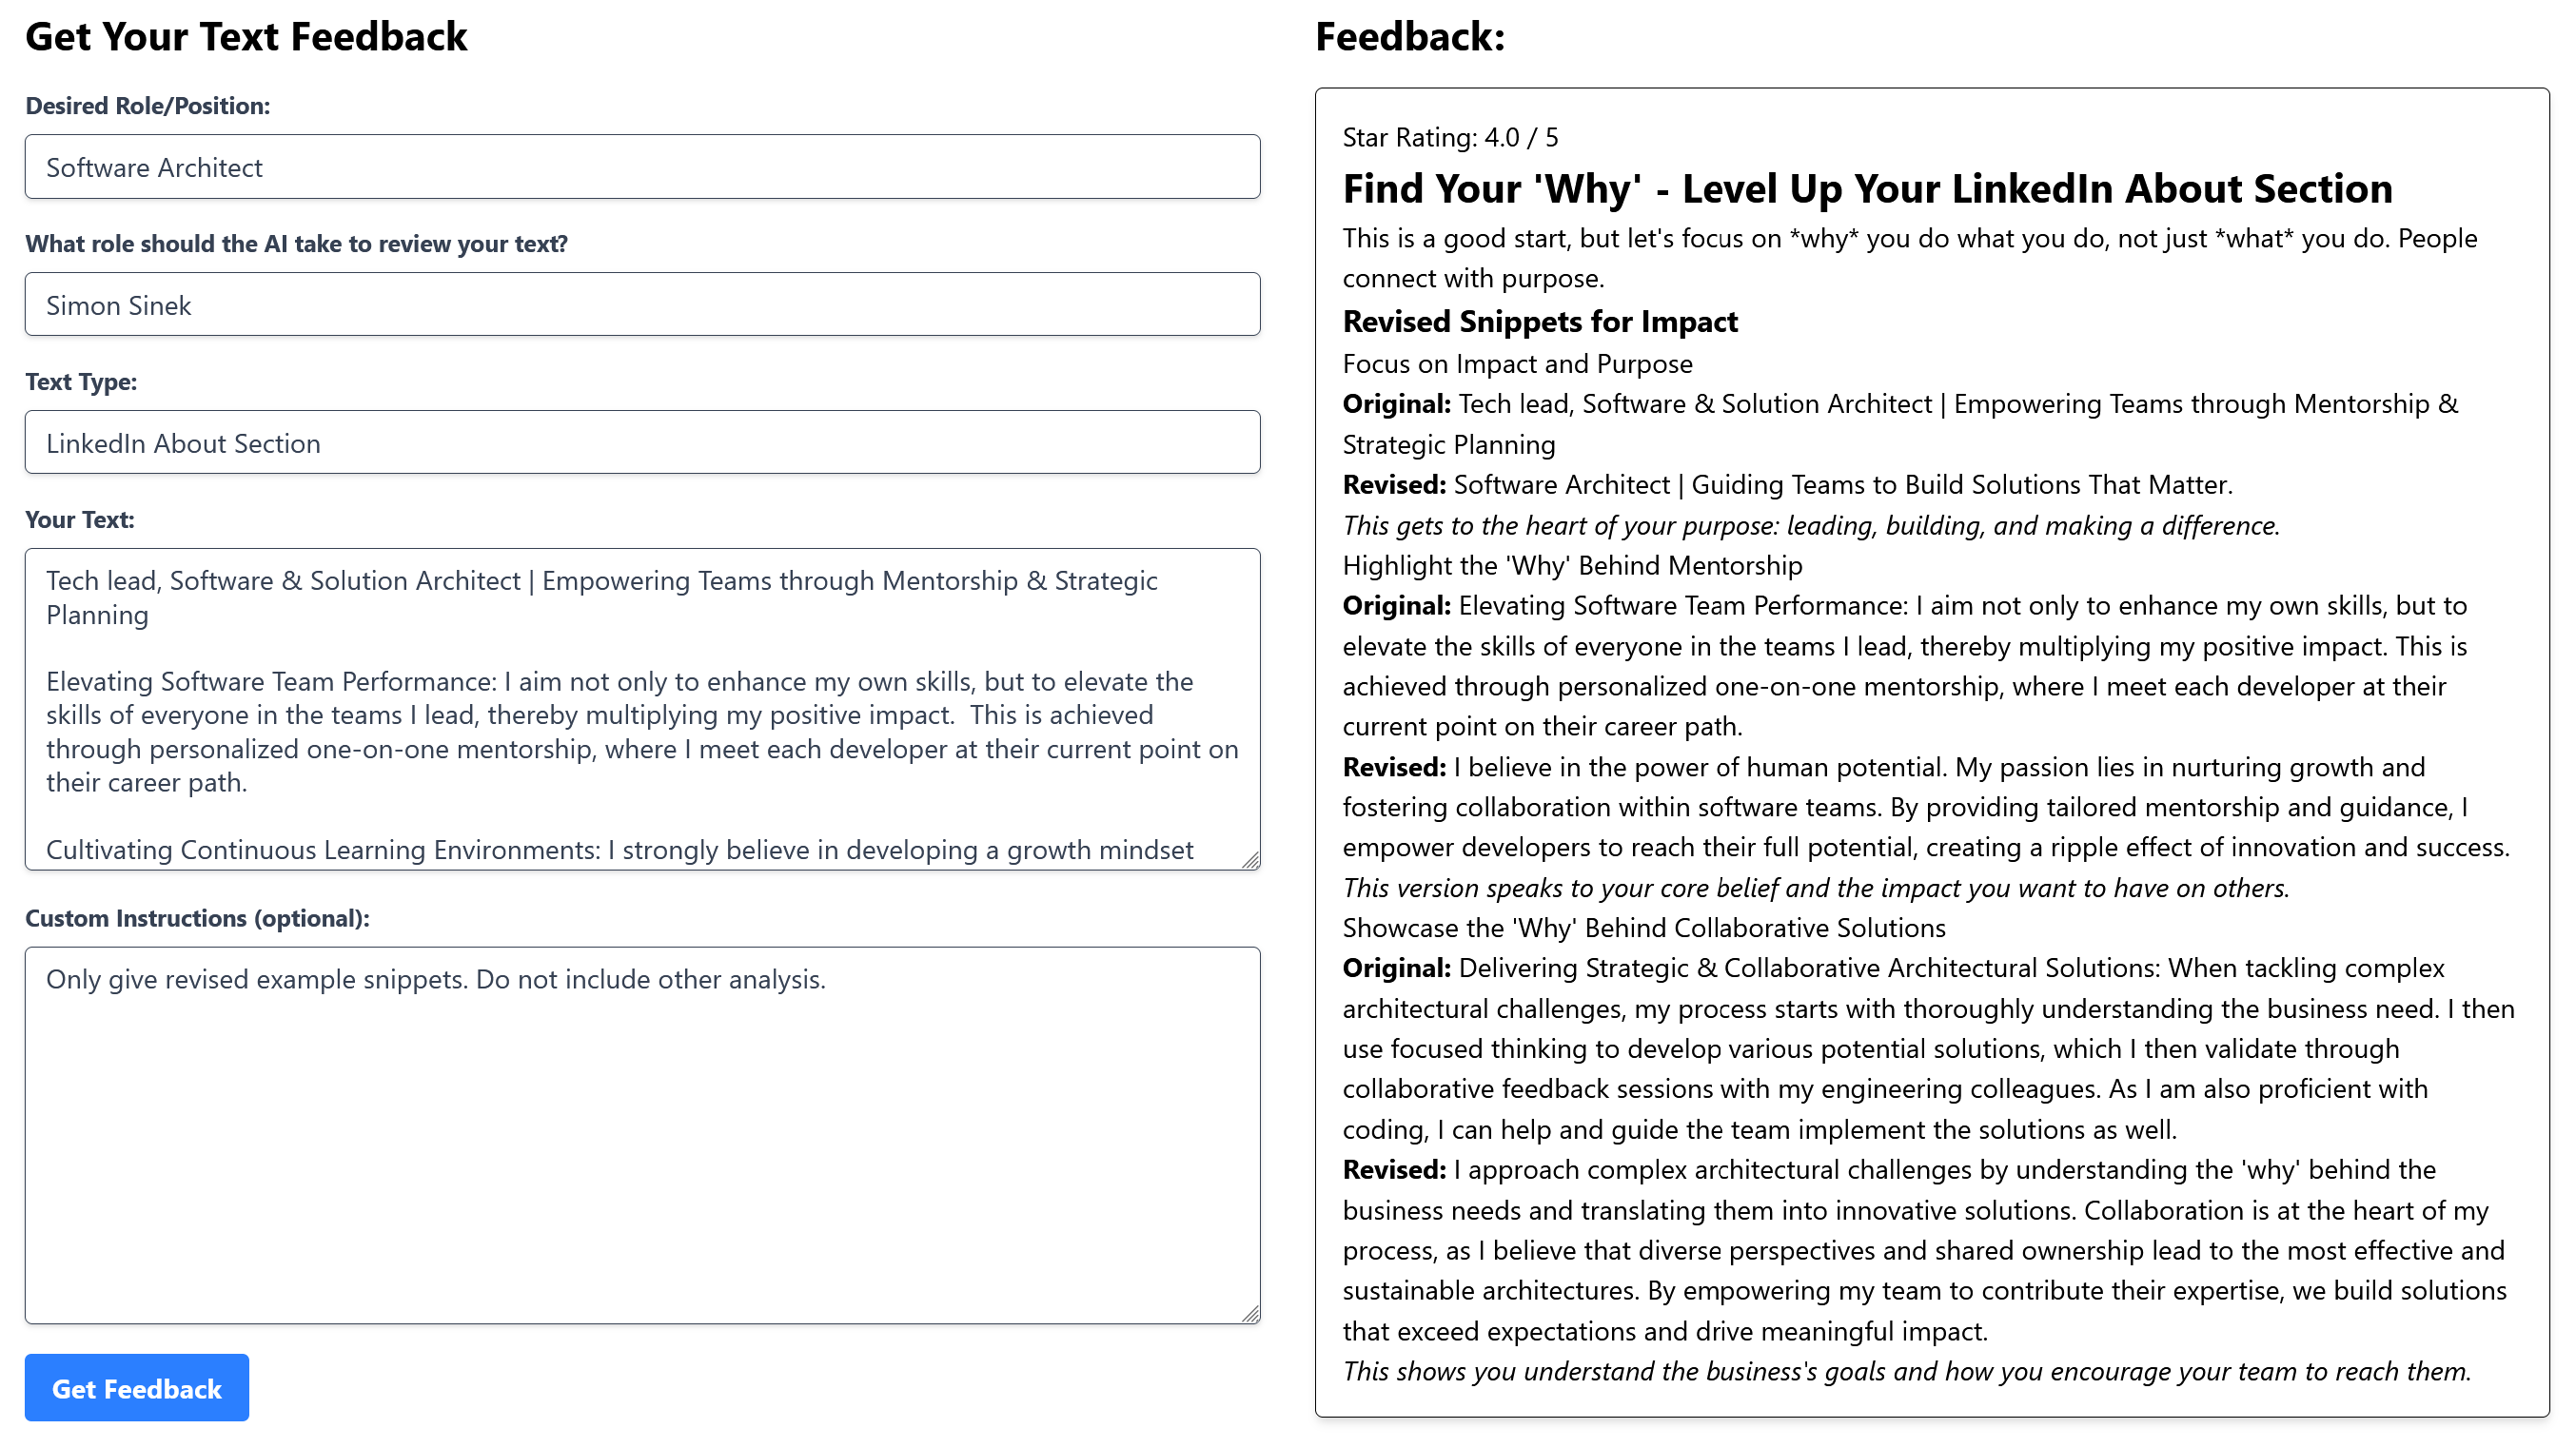 Get Your Text Feedback
Desired Role/Position:
Software Architect
What role should the AI take to review your text?
Simon Sinek
Text Type:
LinkedIn About Section
Your Text:
Tech lead, Software & Solution Architect | Empowering Teams through Mentorship & Strategic
Planning
Elevating Software Team Performance: I aim not only to enhance my own skills, but to elevate the
skills of everyone in the teams I lead, thereby multiplying my positive impact.  This is achieved
through personalized one-on-one mentorship, where I meet each developer at their current point on
their career path.
Cultivating Continuous Learning Environments: I strongly believe in developing a growth mindset
Custom Instructions (optional):
Only give revised example snippets. Do not include other analysis.
Get Feedback
Feedback:
Star Rating: 4.0 / 5
Find Your 'Why' - Level Up Your LinkedIn About Section
This is a good start, but let's focus on *why* you do what you do, not just *what* you do. People
connect with purpose.
Revised Snippets for Impact
Focus on Impact and Purpose
Original: Tech lead, Software & Solution Architect | Empowering Teams through Mentorship &
Strategic Planning
Revised: Software Architect | Guiding Teams to Build Solutions That Matter.
This gets to the heart of your purpose: leading, building, and making a difference.
Highlight the 'Why' Behind Mentorship
Original: Elevating Software Team Performance: I aim not only to enhance my own skills, but to
elevate the skills of everyone in the teams I lead, thereby multiplying my positive impact. This is
achieved through personalized one-on-one mentorship, where I meet each developer at their
current point on their career path.
Revised: I believe in the power of human potential. My passion lies in nurturing growth and
fostering collaboration within software teams. By providing tailored mentorship and guidance, I
empower developers to reach their full potential, creating a ripple effect of innovation and success.
This version speaks to your core belief and the impact you want to have on others.
Showcase the 'Why' Behind Collaborative Solutions
Original: Delivering Strategic & Collaborative Architectural Solutions: When tackling complex
architectural challenges, my process starts with thoroughly understanding the business need. I then
use focused thinking to develop various potential solutions, which I then validate through
collaborative feedback sessions with my engineering colleagues. As I am also proficient with
coding, I can help and guide the team implement the solutions as well.
Revised: I approach complex architectural challenges by understanding the 'why' behind the
business needs and translating them into innovative solutions. Collaboration is at the heart of my
process, as I believe that diverse perspectives and shared ownership lead to the most effective and
sustainable architectures. By empowering my team to contribute their expertise, we build solutions
that exceed expectations and drive meaningful impact.
This shows you understand the business's goals and how you encourage your team to reach them.